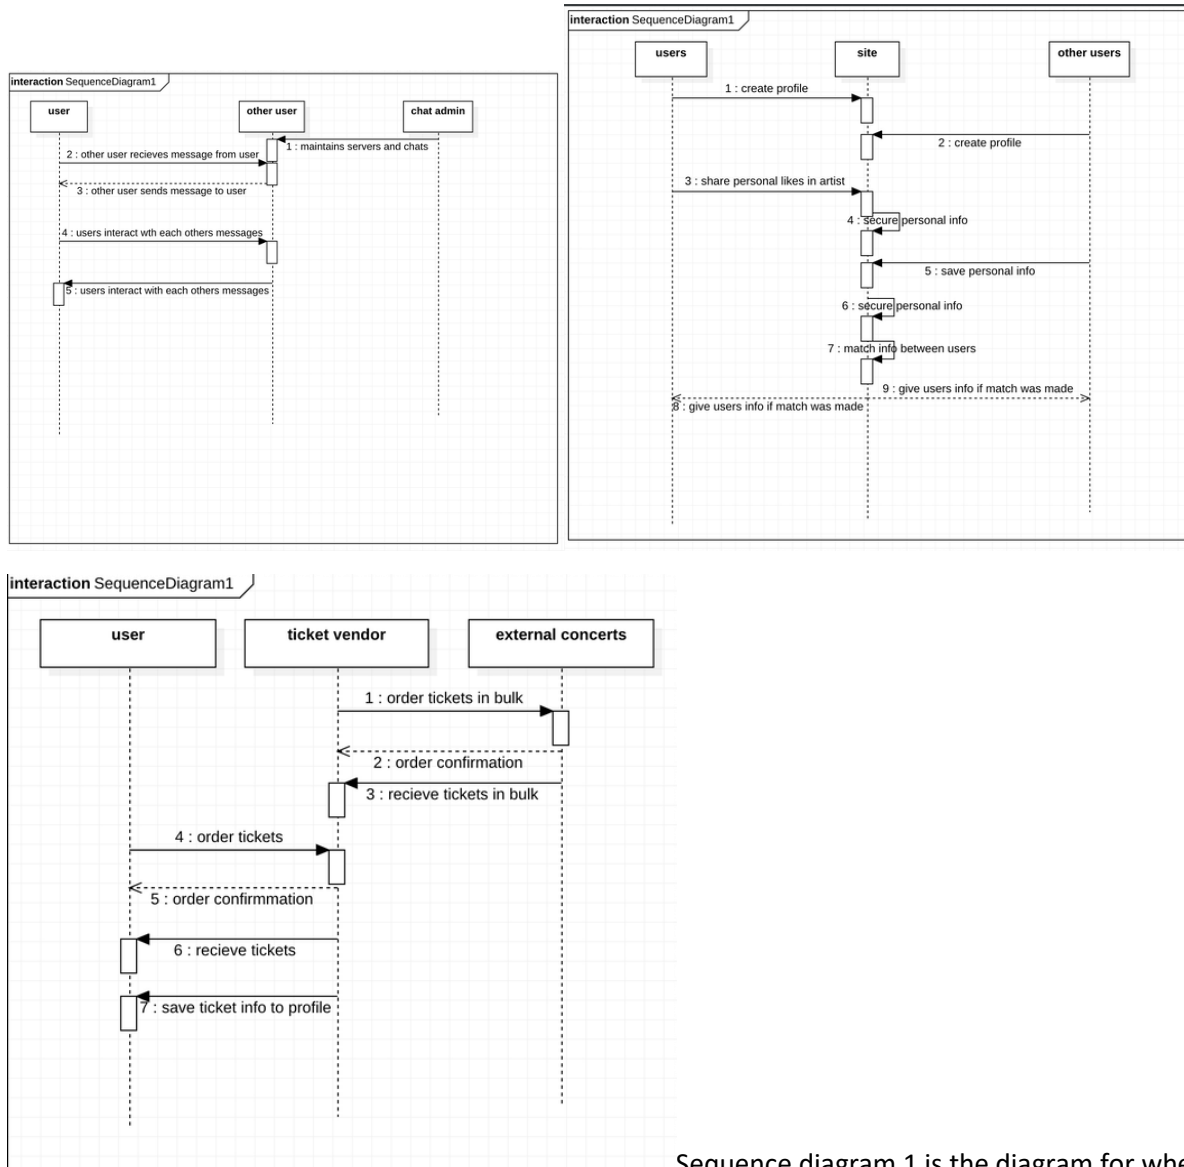 interaction SequenceDiagram1
user
other user
chat admin
1 : maintains servers and chats
2 : other user recieves message from user
3 : other user sends message to user
4 : users interact wth each others messages
5 : users interact with each others messages
interaction SequenceDiagram1
users
site
other users
1 : create profile
2 : create profile
3 : share personal likes in artist
4 : secure personal info
5 : save personal info
6 : secure personal info
7 : match info between users
9 : give users info if match was made
8 : give users info if match was made
interaction SequenceDiagram1
user
ticket vendor
external concerts
1 : order tickets in bulk
2 : order confirmation
3 : recieve tickets in bulk
4 : order tickets
5 : order confirmmation
6 : recieve tickets
7 : save ticket info to profile
Sequence diagram 1 is the diagram for